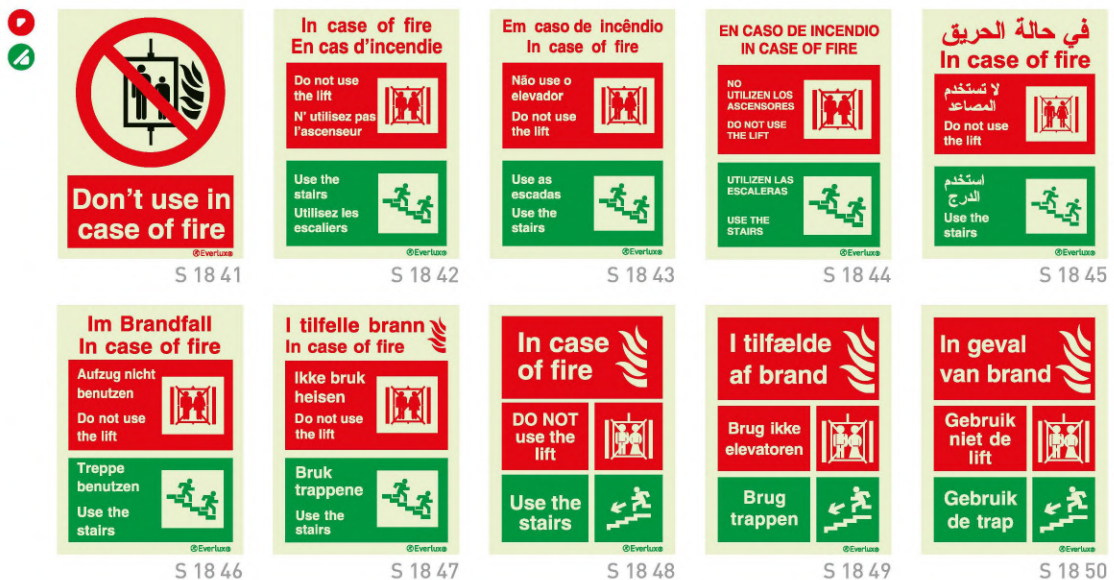 Don't use in
case of fire
Everlux®
S 18 41
In case of fire
En cas d'incendie
Do not use
the lift
N' utilisez pas
l'ascenseur
Use the
stairs
Utilisez les
escaliers
Everlux®
S 18 42
Em caso de incêndio
In case of fire
Não use o
elevador
Do not use
the lift
Use as
escadas
Use the
stairs
Everlux®
S 18 43
EN CASO DE INCENDIO
IN CASE OF FIRE
NO
UTILIZEN LOS
ASCENSORES
DO NOT USE
THE LIFT
UTILIZEN LAS
ESCALERAS
USE THE
STAIRS
Everlux®
S 18 44
في حالة الحريق
In case of fire
لا تستخدم
المصاعد
Do not use
the lift
استخدم
الدرج
Use the
stairs
Everlux®
S 18 45
Im Brandfall
In case of fire
Aufzug nicht
benutzen
Do not use
the lift
Treppe
benutzen
Use the
stairs
Everlux®
S 18 46
I tilfelle brann
In case of fire
Ikke bruk
heisen
Do not use
the lift
Bruk
trappene
Use the
stairs
Everlux®
S 18 47
In case
of fire
DO NOT
use the
lift
Use the
stairs
Everlux®
S 18 48
I tilfælde
af brand
Brug ikke
elevatoren
Brug
trappen
Everlux®
S 18 49
In geval
van brand
Gebruik
niet de
lift
Gebruik
de trap
Everlux®
S 18 50